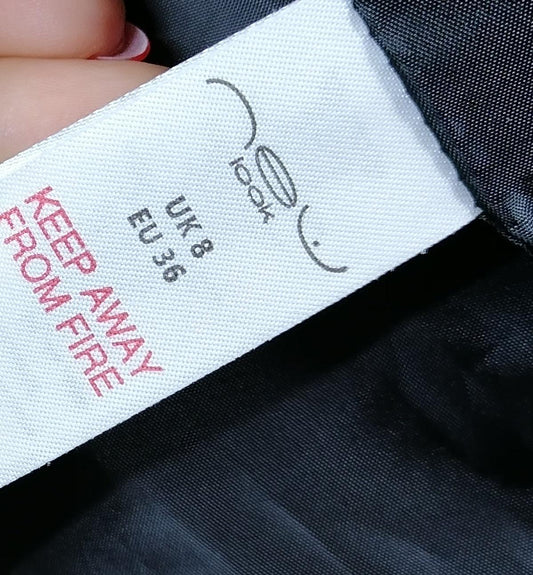 look
UK 8
EU 36
KEEP AWAY
FROM FIRE